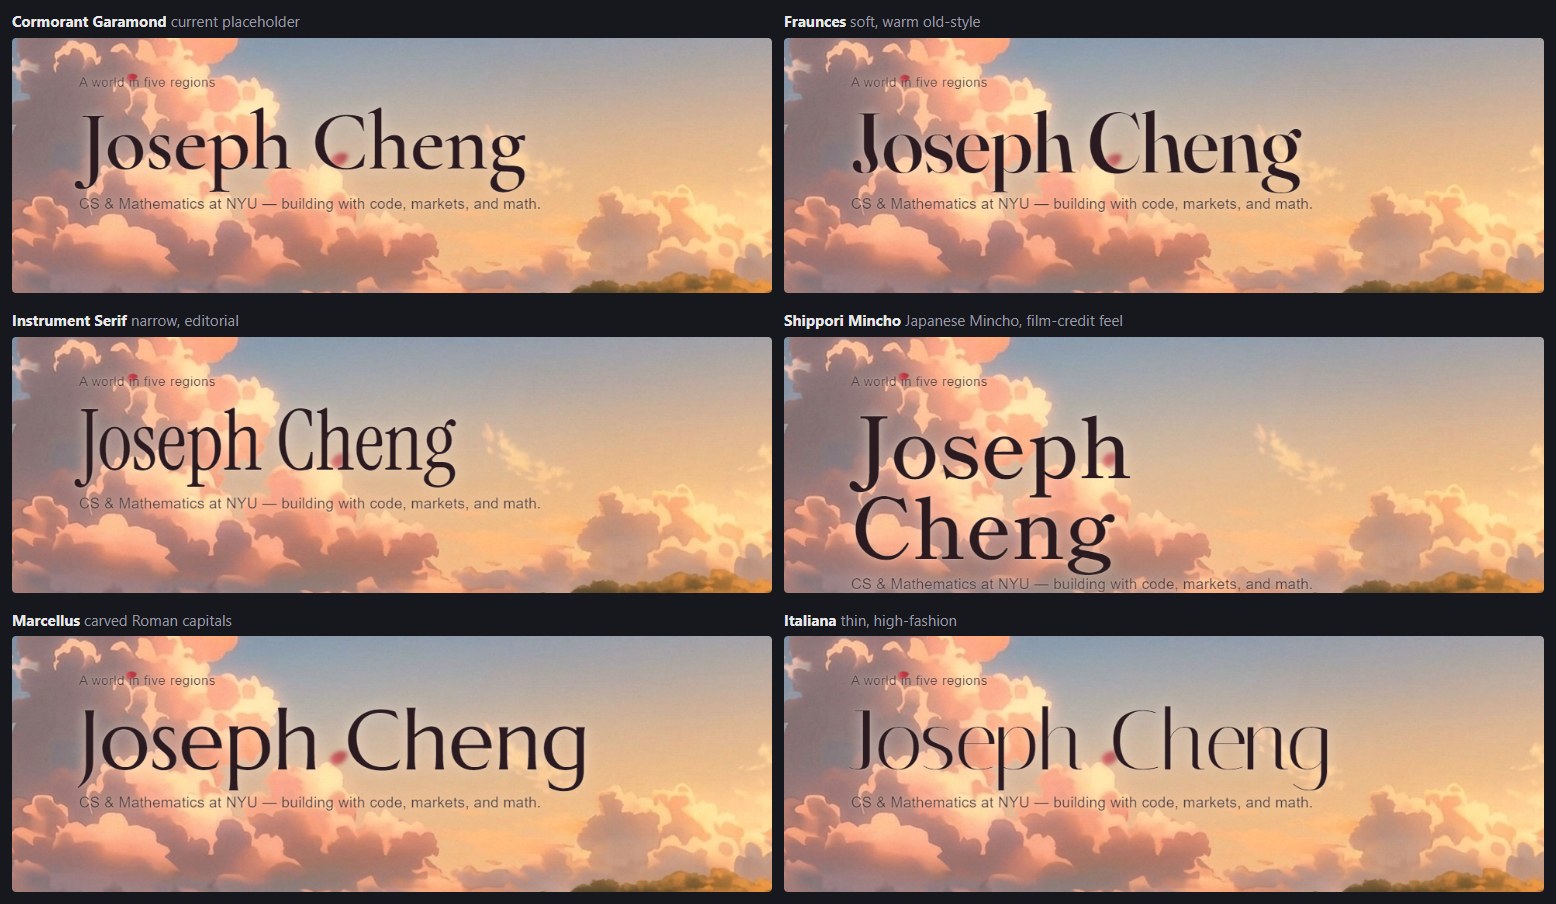 Cormorant Garamond current placeholder
A world in five regions
Joseph Cheng
CS & Mathematics at NYU — building with code, markets, and math.
Fraunces soft, warm old-style
A world in five regions
Joseph Cheng
CS & Mathematics at NYU — building with code, markets, and math.
Instrument Serif narrow, editorial
A world in five regions
Joseph Cheng
CS & Mathematics at NYU — building with code, markets, and math.
Shippori Mincho Japanese Mincho, film-credit feel
A world in five regions
Joseph
Cheng
CS & Mathematics at NYU — building with code, markets, and math.
Marcellus carved Roman capitals
A world in five regions
Joseph Cheng
CS & Mathematics at NYU — building with code, markets, and math.
Italiana thin, high-fashion
A world in five regions
Joseph Cheng
CS & Mathematics at NYU — building with code, markets, and math.